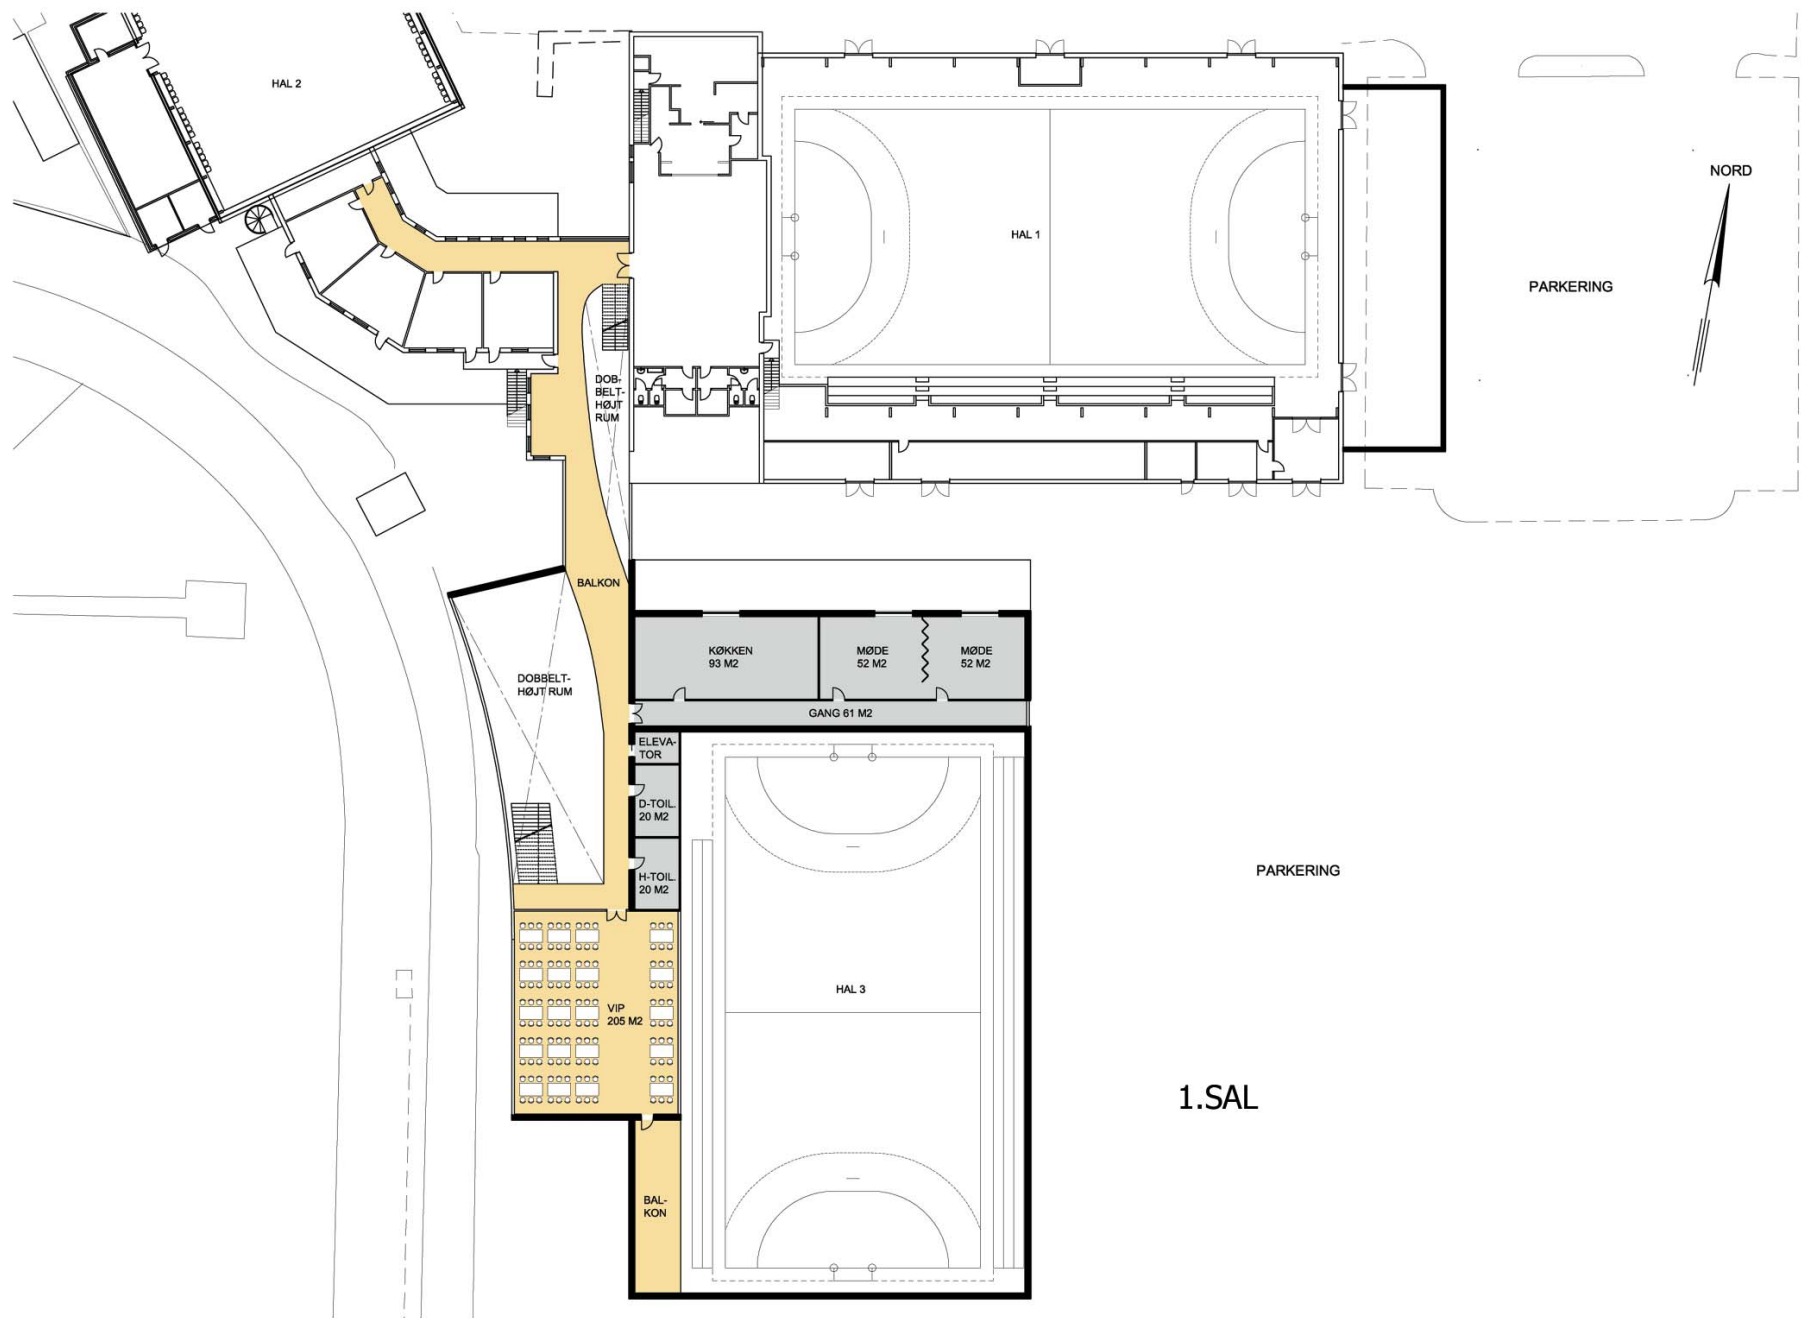 HAL 2
NORD
HAL 1
PARKERING
DOB-
BELT-
HØJT
RUM
BALKON
KØKKEN
93 M2
MØDE
52 M2
MØDE
52 M2
DOBBELT-
HØJT RUM
GANG 61 M2
ELEVA-
TOR
D-TOIL.
20 M2
H-TOIL.
20 M2
PARKERING
HAL 3
VIP
205 M2
1.SAL
BAL-
KON